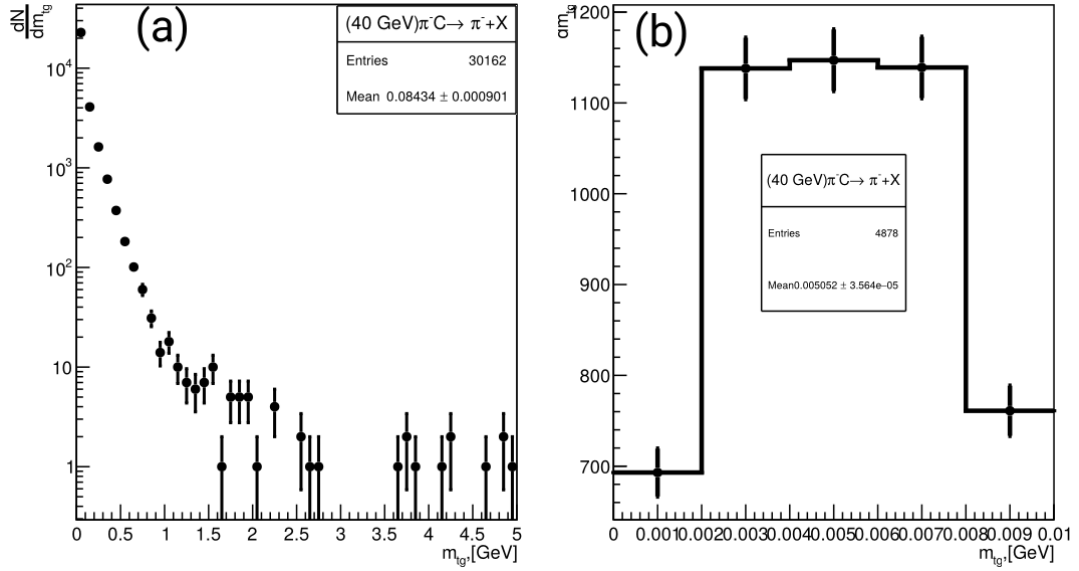 (a)
dN
dm_tg
(40 GeV)π⁻C→ π⁻+X
Entries 30162
Mean 0.08434 ± 0.000901
10⁴
10³
10²
10
1
0 0.5 1 1.5 2 2.5 3 3.5 4 4.5 5
m_tg,[GeV]
(b)
αm_tg
1200
1100
1000
900
800
700
(40 GeV)π⁻C→ π⁻+X
Entries 4878
Mean0.005052 ± 3.564e−05
0 0.001 0.002 0.003 0.004 0.005 0.006 0.007 0.008 0.009 0.01
m_tg,[GeV]